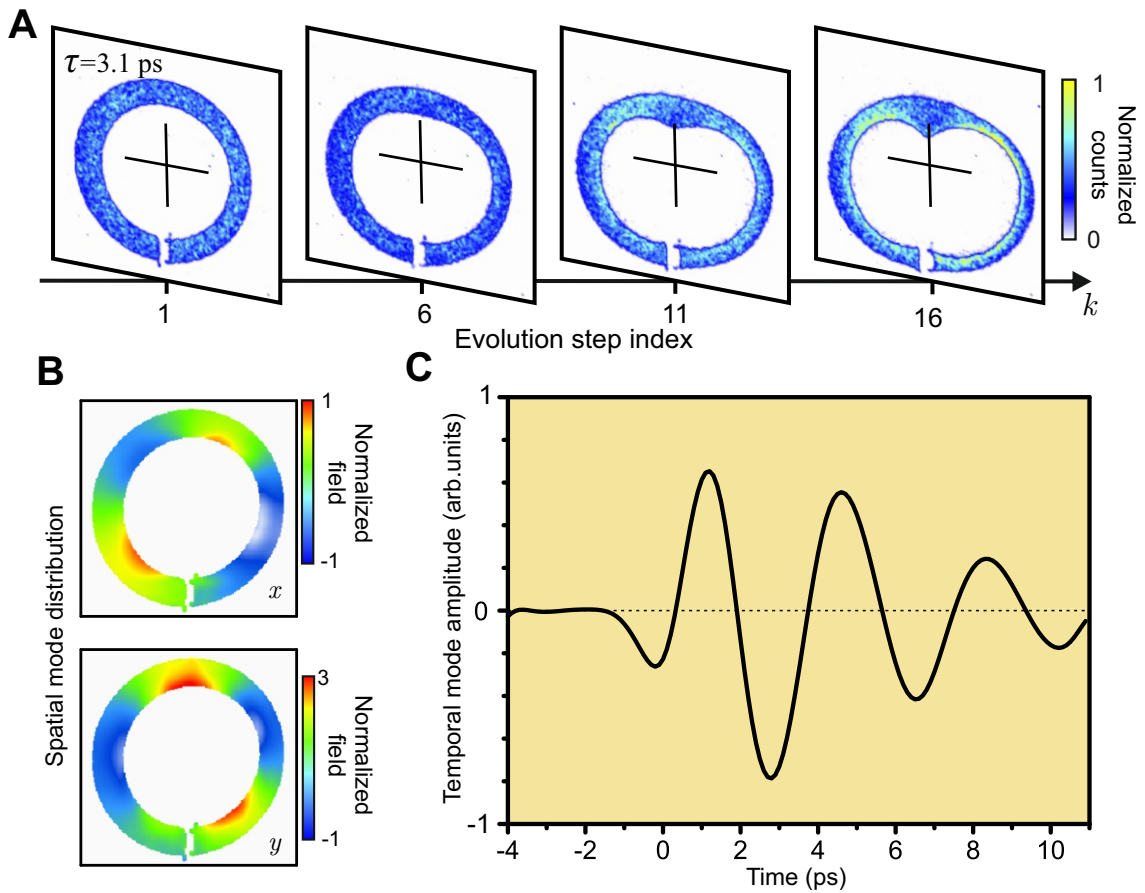 A
τ=3.1 ps
1
0
Normalized
counts
1
6
11
16
k
Evolution step index
B
C
Spatial mode distribution
1
-1
Normalized
field
x
3
-1
Normalized
field
y
Temporal mode amplitude (arb.units)
1
0
-1
-4
-2
0
2
4
6
8
10
Time (ps)